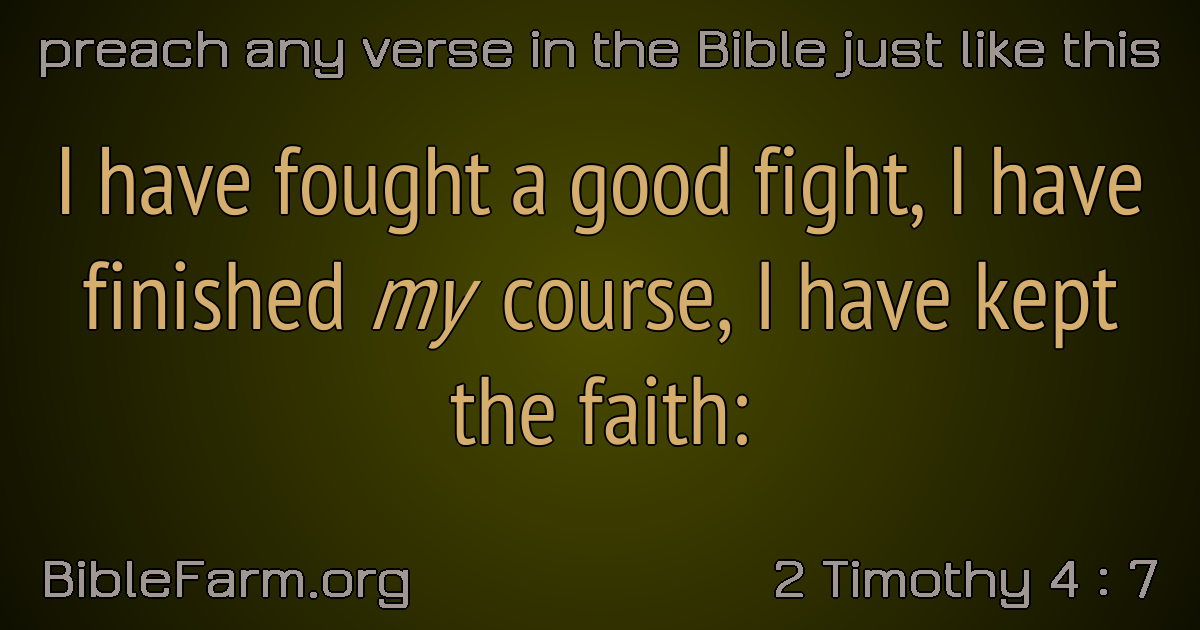 preach any verse in the Bible just like this
I have fought a good fight, I have
finished my course, I have kept
the faith:
BibleFarm.org
2 Timothy 4 : 7